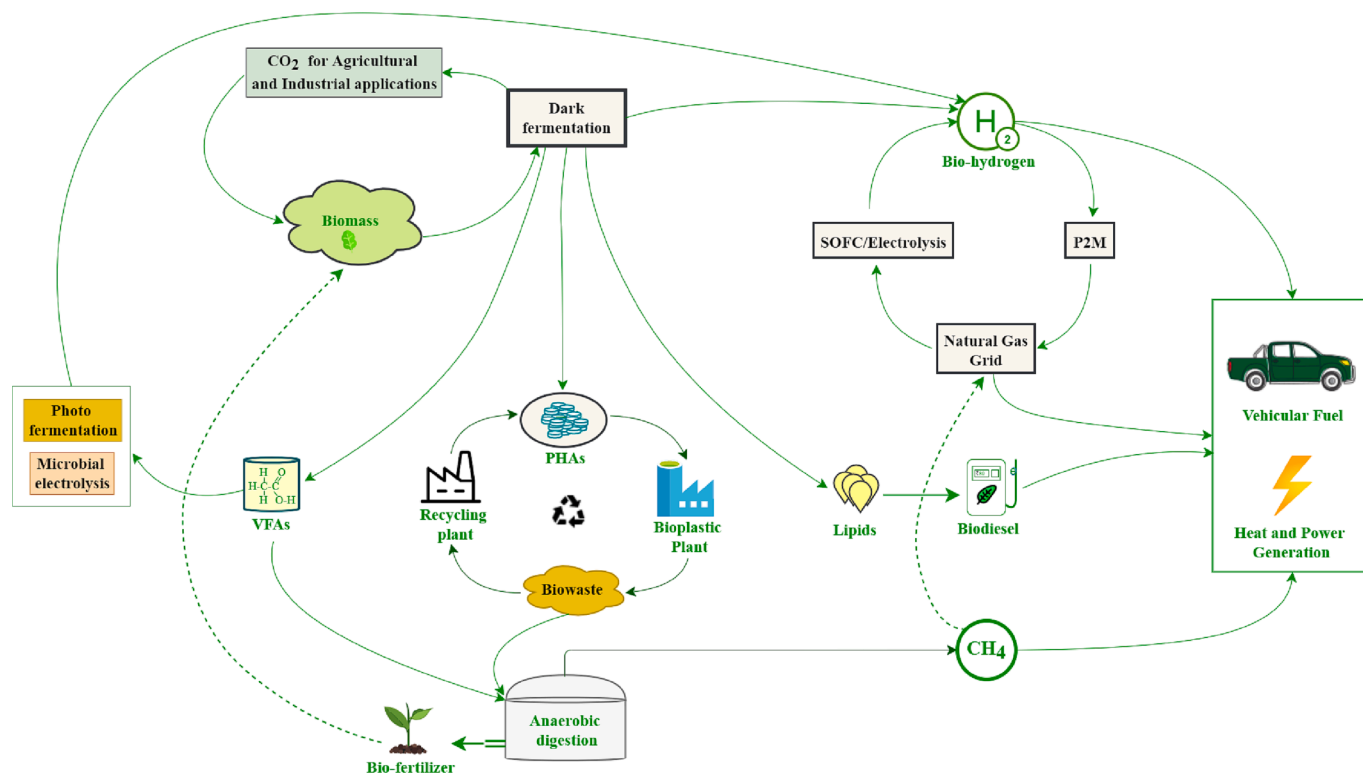 CO2 for Agricultural
and Industrial applications
Dark
fermentation
H
2
Bio-hydrogen
Biomass
SOFC/Electrolysis
P2M
Natural Gas
Grid
Photo
fermentation
Microbial
electrolysis
H O
H-C-C
H O-H
VFAs
PHAs
Recycling
plant
Bioplastic
Plant
Biowaste
Lipids
Biodiesel
Vehicular Fuel
Heat and Power
Generation
CH4
Anaerobic
digestion
Bio-fertilizer